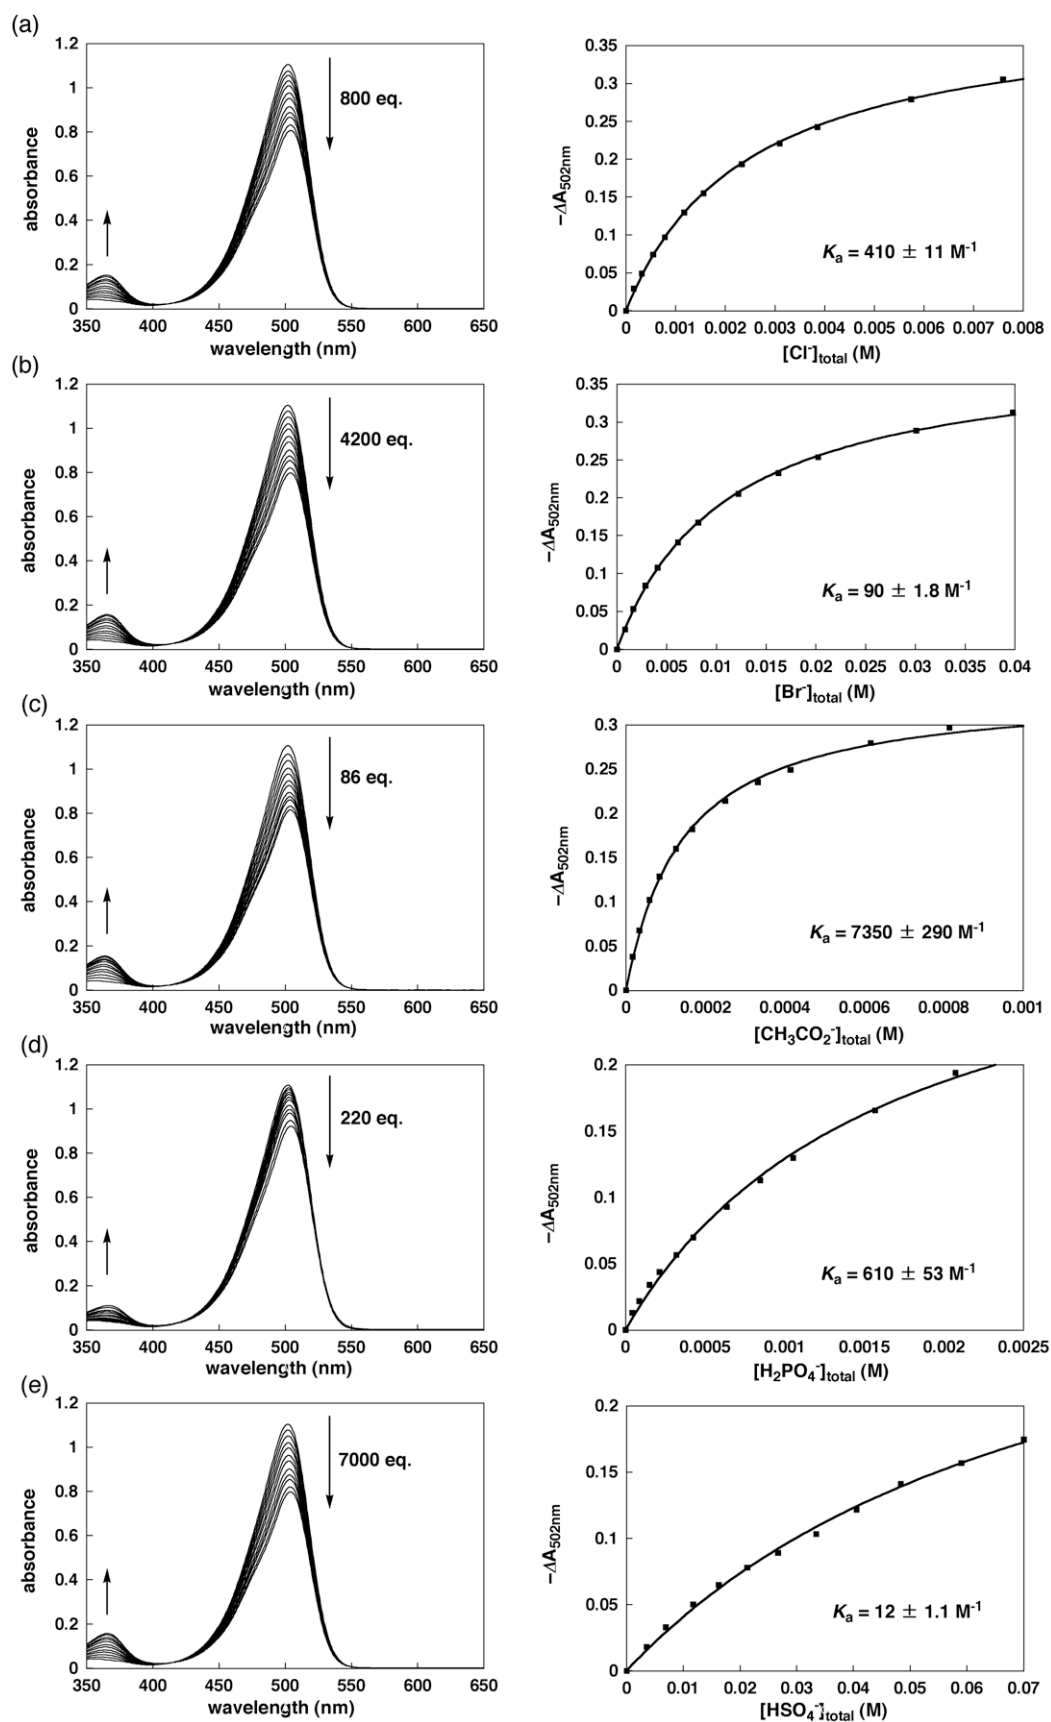 (a)
1.2
1
0.8
0.6
0.4
0.2
0
absorbance
800 eq.
350 400 450 500 550 600 650
wavelength (nm)
0.35
0.3
0.25
0.2
0.15
0.1
0.05
0
−ΔA502nm
Ka = 410 ± 11 M-1
0 0.001 0.002 0.003 0.004 0.005 0.006 0.007 0.008
[Cl-]total (M)
(b)
1.2
1
0.8
0.6
0.4
0.2
0
absorbance
4200 eq.
350 400 450 500 550 600 650
wavelength (nm)
0.35
0.3
0.25
0.2
0.15
0.1
0.05
0
−ΔA502nm
Ka = 90 ± 1.8 M-1
0 0.005 0.01 0.015 0.02 0.025 0.03 0.035 0.04
[Br-]total (M)
(c)
1.2
1
0.8
0.6
0.4
0.2
0
absorbance
86 eq.
350 400 450 500 550 600 650
wavelength (nm)
0.3
0.25
0.2
0.15
0.1
0.05
0
−ΔA502nm
Ka = 7350 ± 290 M-1
0 0.0002 0.0004 0.0006 0.0008 0.001
[CH3CO2-]total (M)
(d)
1.2
1
0.8
0.6
0.4
0.2
0
absorbance
220 eq.
350 400 450 500 550 600 650
wavelength (nm)
0.2
0.15
0.1
0.05
0
−ΔA502nm
Ka = 610 ± 53 M-1
0 0.0005 0.001 0.0015 0.002 0.0025
[H2PO4-]total (M)
(e)
1.2
1
0.8
0.6
0.4
0.2
0
absorbance
7000 eq.
350 400 450 500 550 600 650
wavelength (nm)
0.2
0.15
0.1
0.05
0
−ΔA502nm
Ka = 12 ± 1.1 M-1
0 0.01 0.02 0.03 0.04 0.05 0.06 0.07
[HSO4-]total (M)